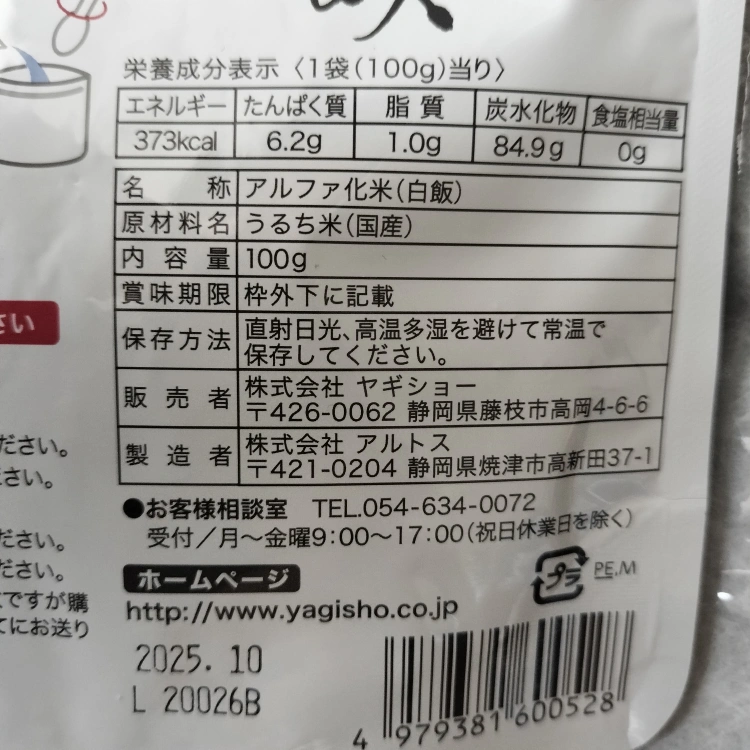 栄養成分表示〈1袋(100g)当り〉
エネルギー たんぱく質 脂質 炭水化物 食塩相当量
373kcal 6.2g 1.0g 84.9g 0g
名称 アルファ化米(白飯)
原材料名 うるち米(国産)
内容量 100g
賞味期限 枠外下に記載
保存方法 直射日光、高温多湿を避けて常温で
保存してください。
販売者 株式会社 ヤギショー
〒426-0062 静岡県藤枝市高岡4-6-6
製造者 株式会社 アルトス
〒421-0204 静岡県焼津市高新田37-1
●お客様相談室 TEL.054-634-0072
受付/月〜金曜9:00〜17:00(祝日休業日を除く)
プラ PE,M
ホームページ
http://www.yagisho.co.jp
2025.10
L 20026B
4 979381 600528
さい
ださい。
さい。
ださい。
ださい。
ですが購
てにお送り